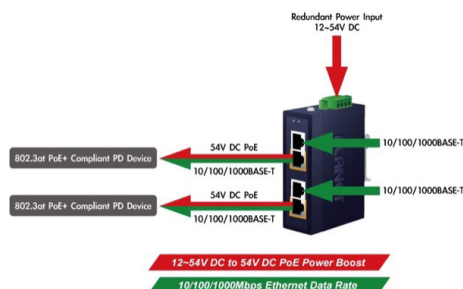 Redundant Power Input
12~54V DC
54V DC PoE
10/100/1000BASE-T
802.3at PoE+ Compliant PD Device
10/100/1000BASE-T
54V DC PoE
10/100/1000BASE-T
802.3at PoE+ Compliant PD Device
10/100/1000BASE-T
PLANET
12~54V DC to 54V DC PoE Power Boost
10/100/1000Mbps Ethernet Data Rate